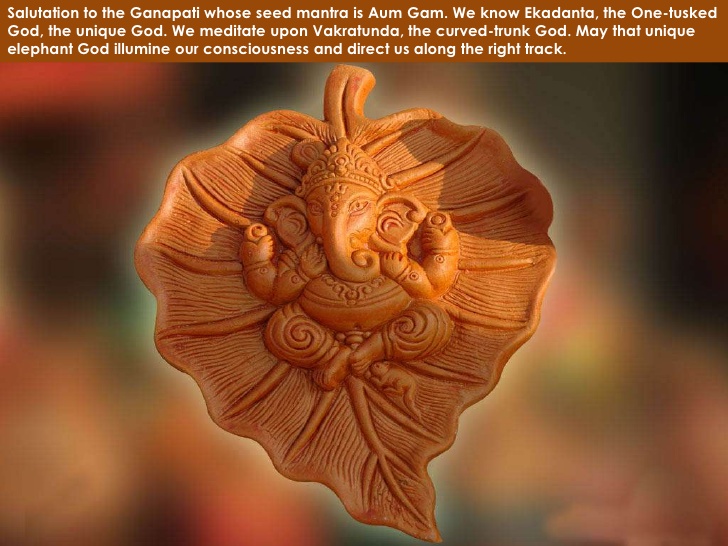 Salutation to the Ganapati whose seed mantra is Aum Gam. We know Ekadanta, the One-tusked
God, the unique God. We meditate upon Vakratunda, the curved-trunk God. May that unique
elephant God illumine our consciousness and direct us along the right track.